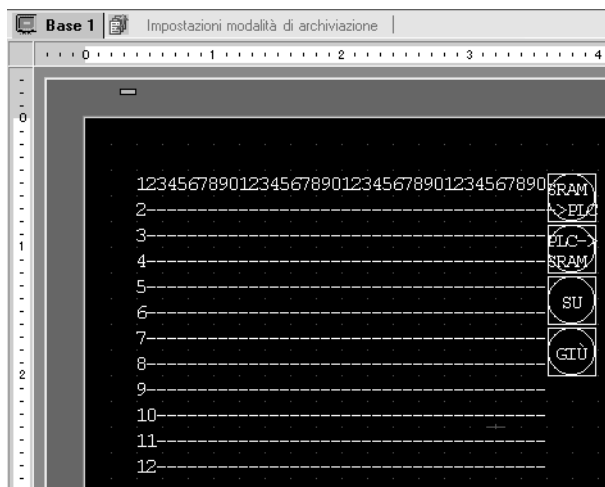 Base 1 Impostazioni modalità di archiviazione
0 1 2 3 4
0
1
2
1234567890123456789012345678901234567890
2--------------------------------------
3--------------------------------------
4--------------------------------------
5--------------------------------------
6--------------------------------------
7--------------------------------------
8--------------------------------------
9--------------------------------------
10-------------------------------------
11-------------------------------------
12-------------------------------------
SRAM
->PLC
PLC->
SRAM
SU
GIÙ